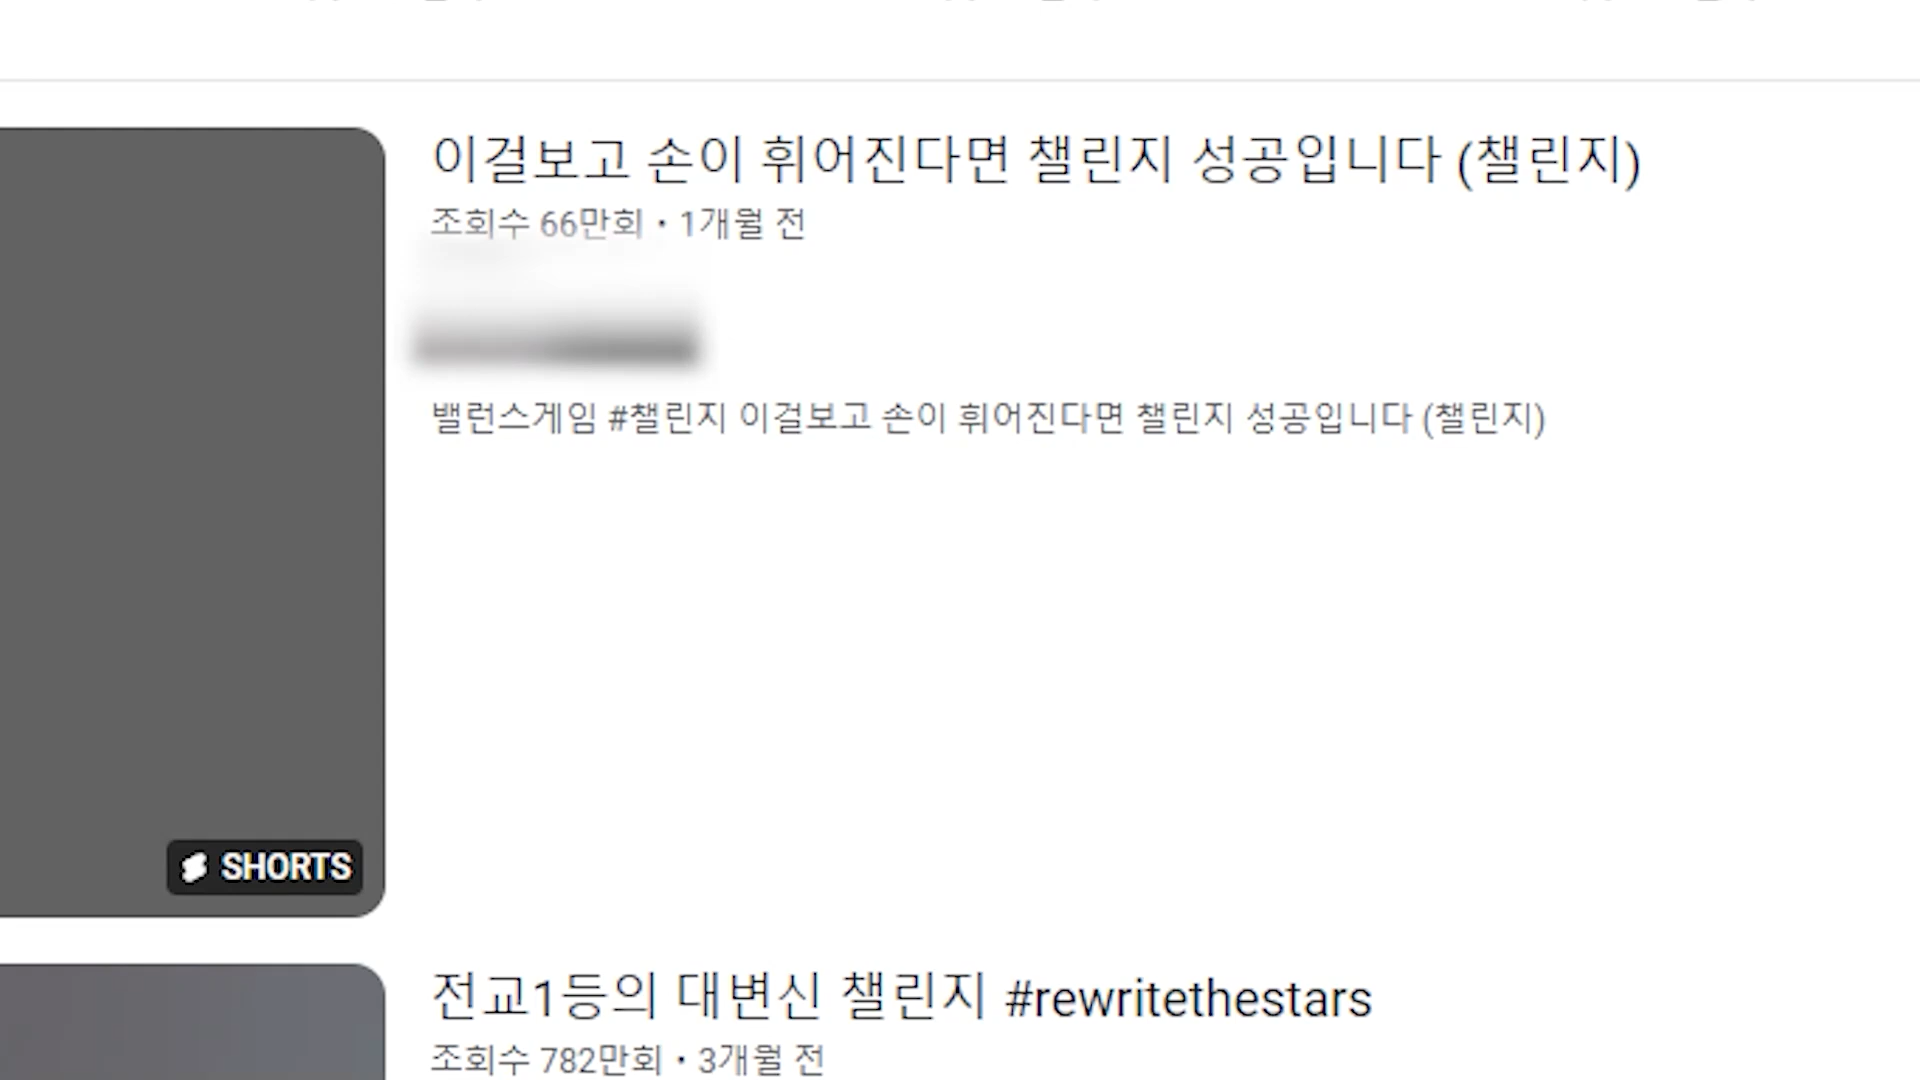 이걸보고 손이 휘어진다면 챌린지 성공입니다 (챌린지)
조회수 66만회 • 1개월 전
밸런스게임 #챌린지 이걸보고 손이 휘어진다면 챌린지 성공입니다 (챌린지)
SHORTS
전교1등의 대변신 챌린지 #rewritethestars
조회수 782만회 • 3개월 전